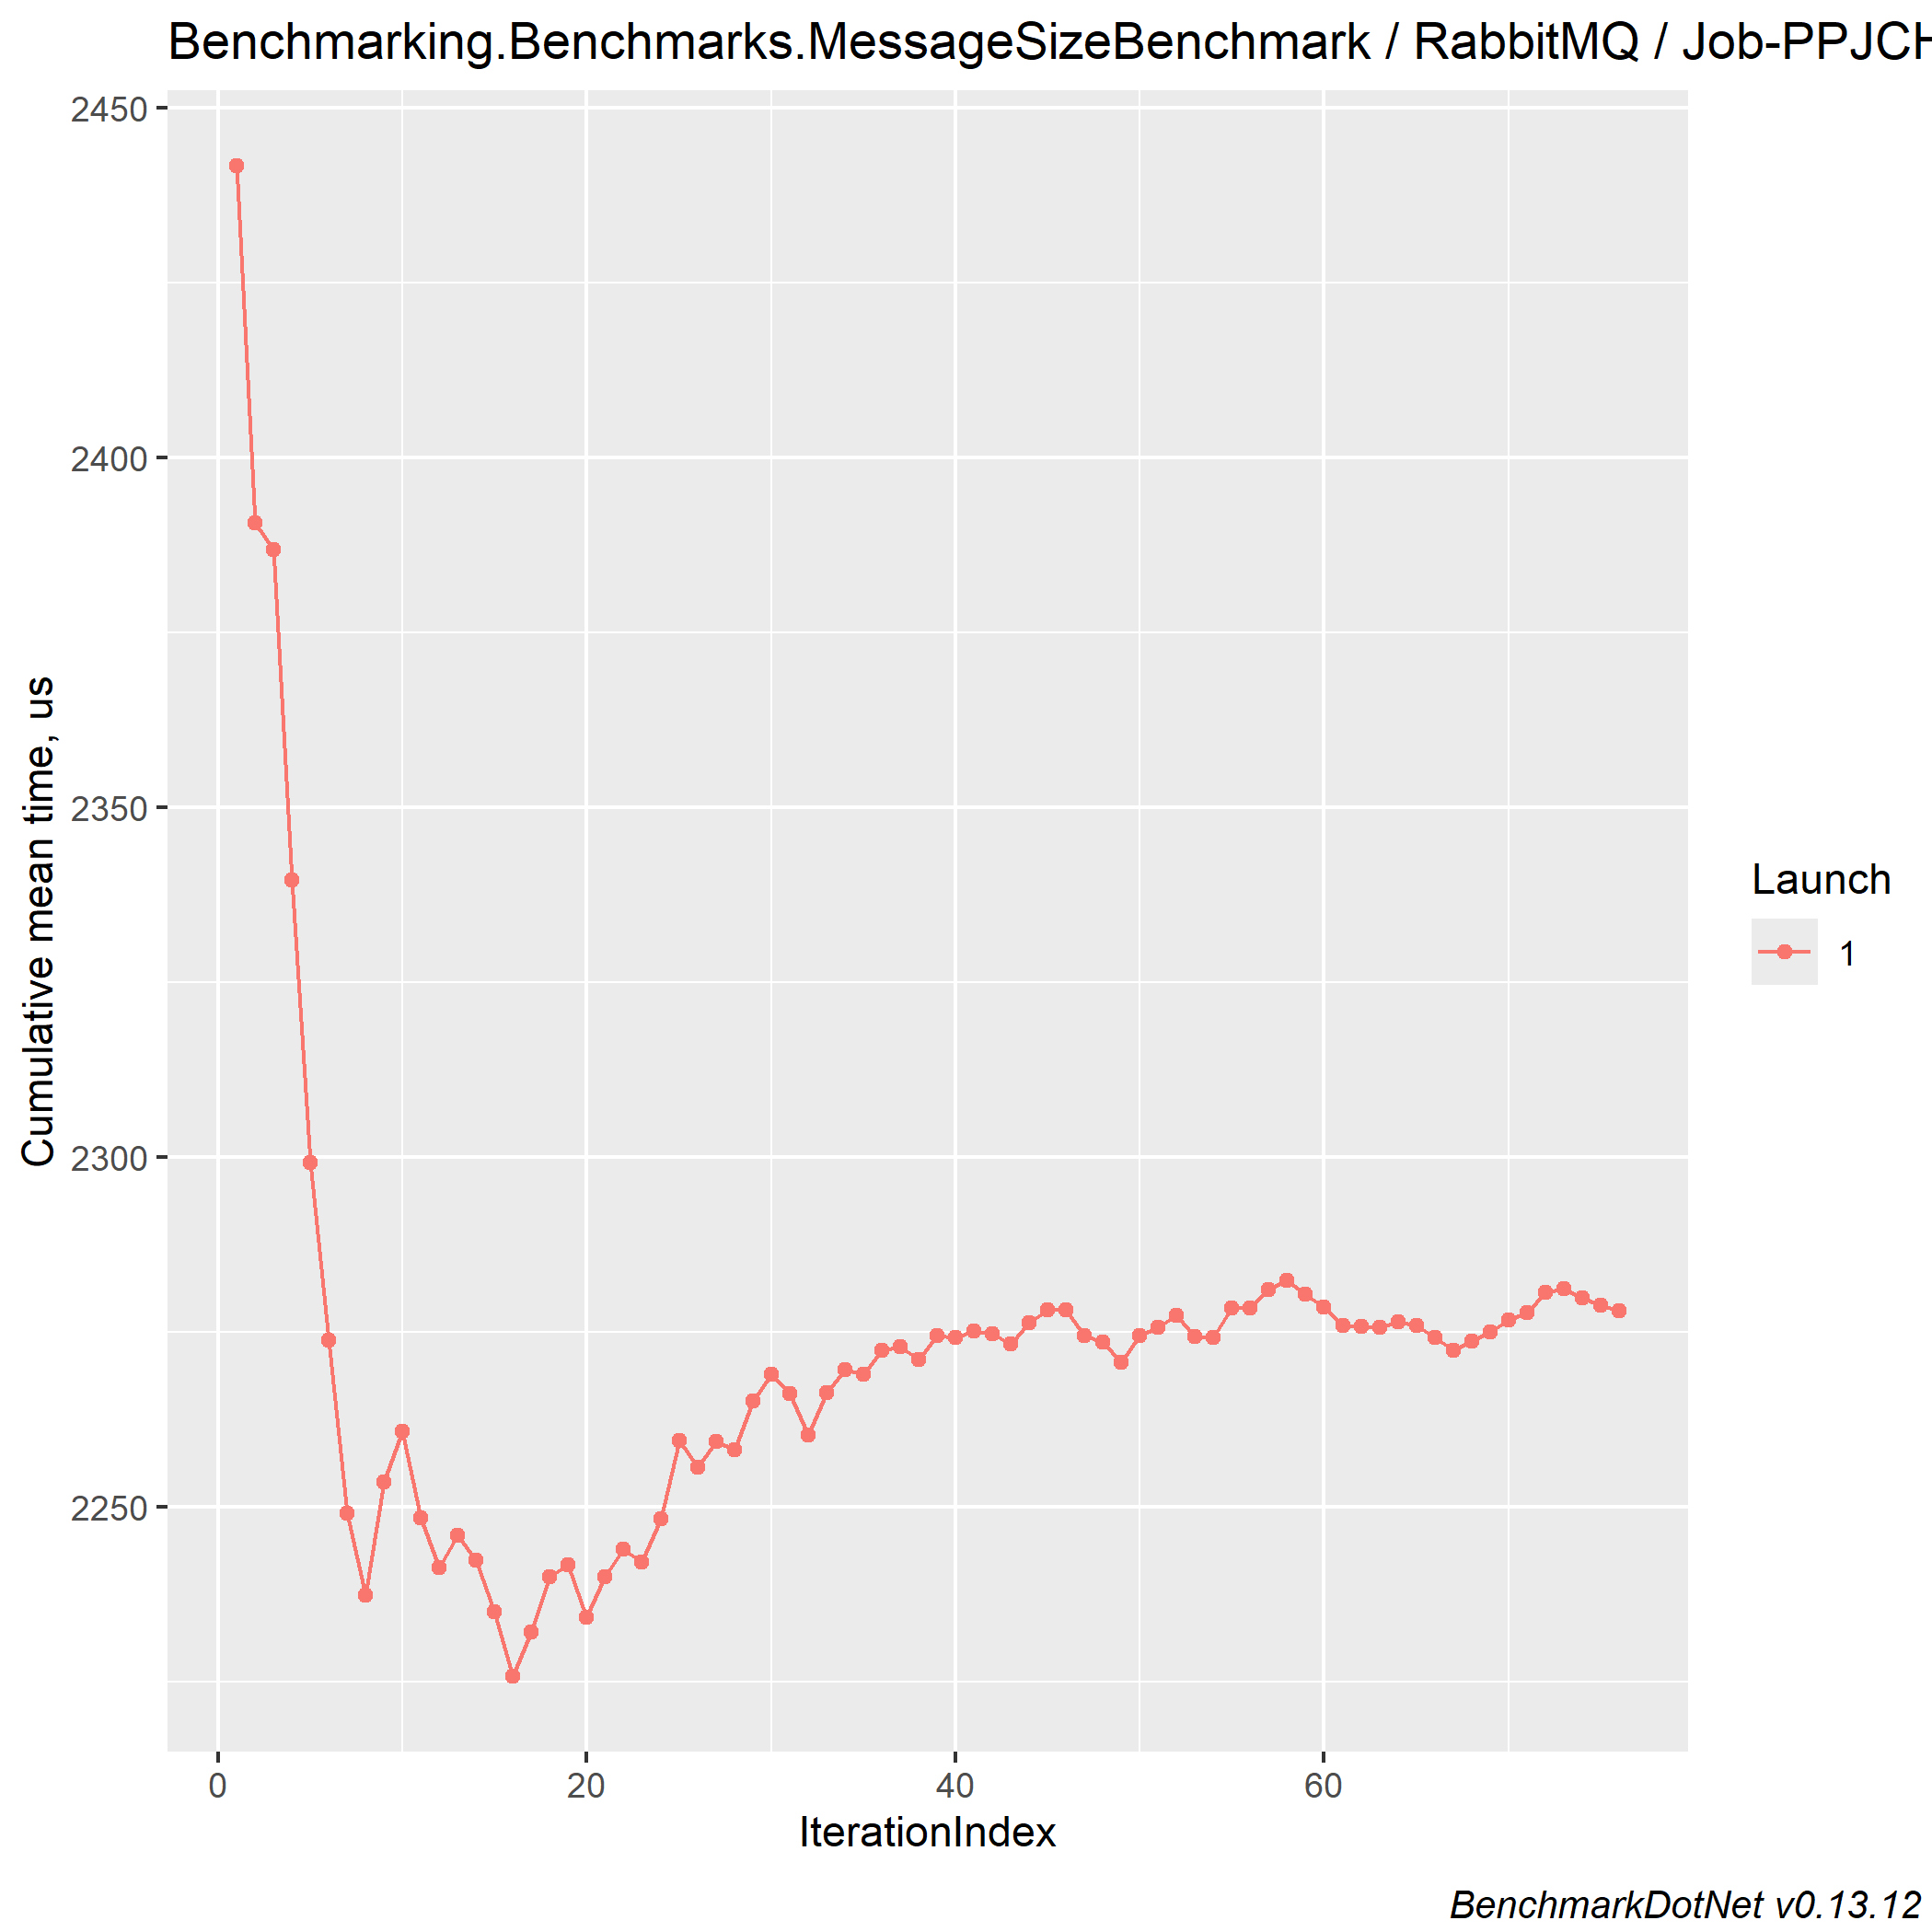 Benchmarking.Benchmarks.MessageSizeBenchmark / RabbitMQ / Job-PPJCH
2450
2400
2350
2300
2250
Cumulative mean time, us
0 20 40 60
IterationIndex
Launch
1
BenchmarkDotNet v0.13.12